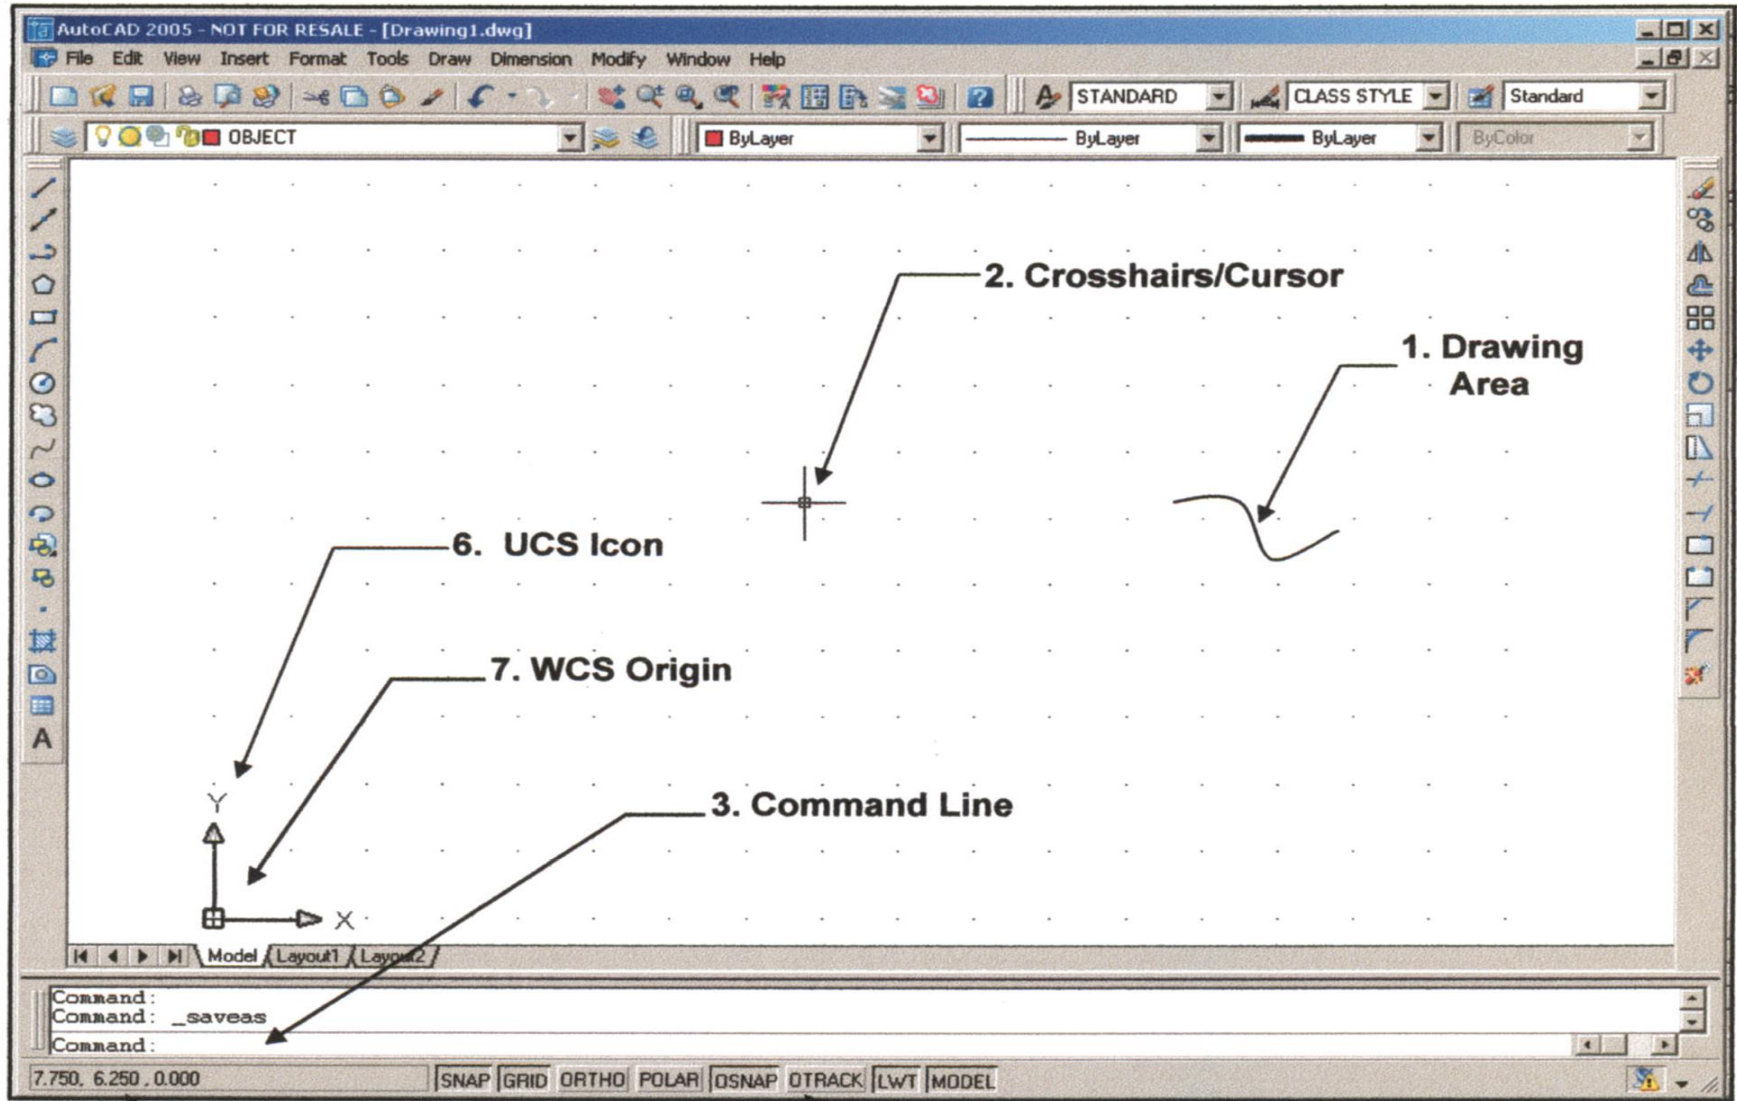 AutoCAD 2005 - NOT FOR RESALE - [Drawing1.dwg]
File Edit View Insert Format Tools Draw Dimension Modify Window Help
STANDARD CLASS STYLE Standard
OBJECT ByLayer ByLayer ByLayer ByColor
2. Crosshairs/Cursor
1. Drawing
Area
6. UCS Icon
7. WCS Origin
A
Y
3. Command Line
X
Model Layout1 Layout2
Command:
Command: _saveas
Command:
7.750, 6.250 , 0.000 SNAP GRID ORTHO POLAR OSNAP OTRACK LWT MODEL